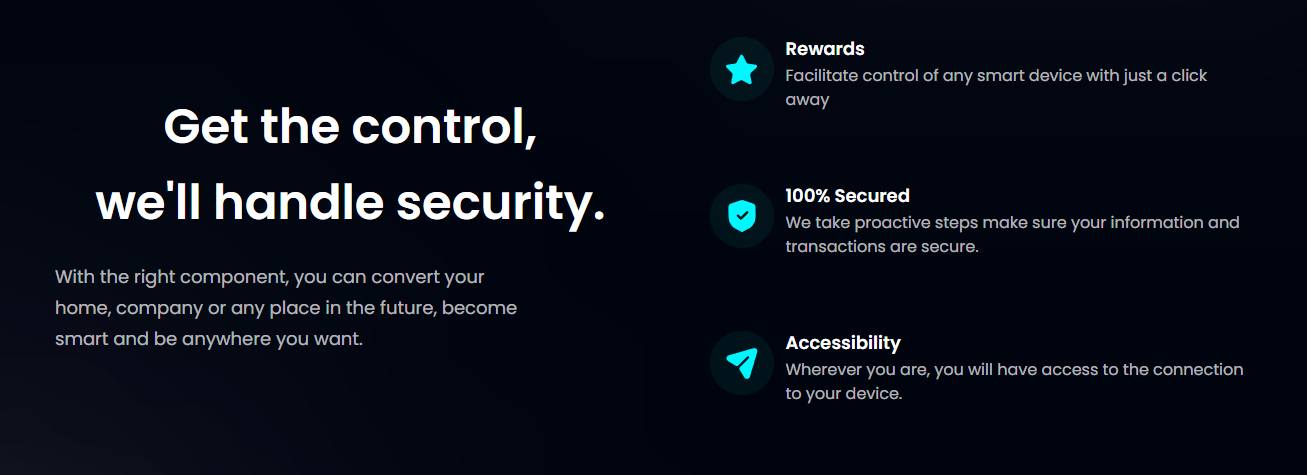 Get the control,
we'll handle security.
With the right component, you can convert your
home, company or any place in the future, become
smart and be anywhere you want.
Rewards
Facilitate control of any smart device with just a click
away
100% Secured
We take proactive steps make sure your information and
transactions are secure.
Accessibility
Wherever you are, you will have access to the connection
to your device.